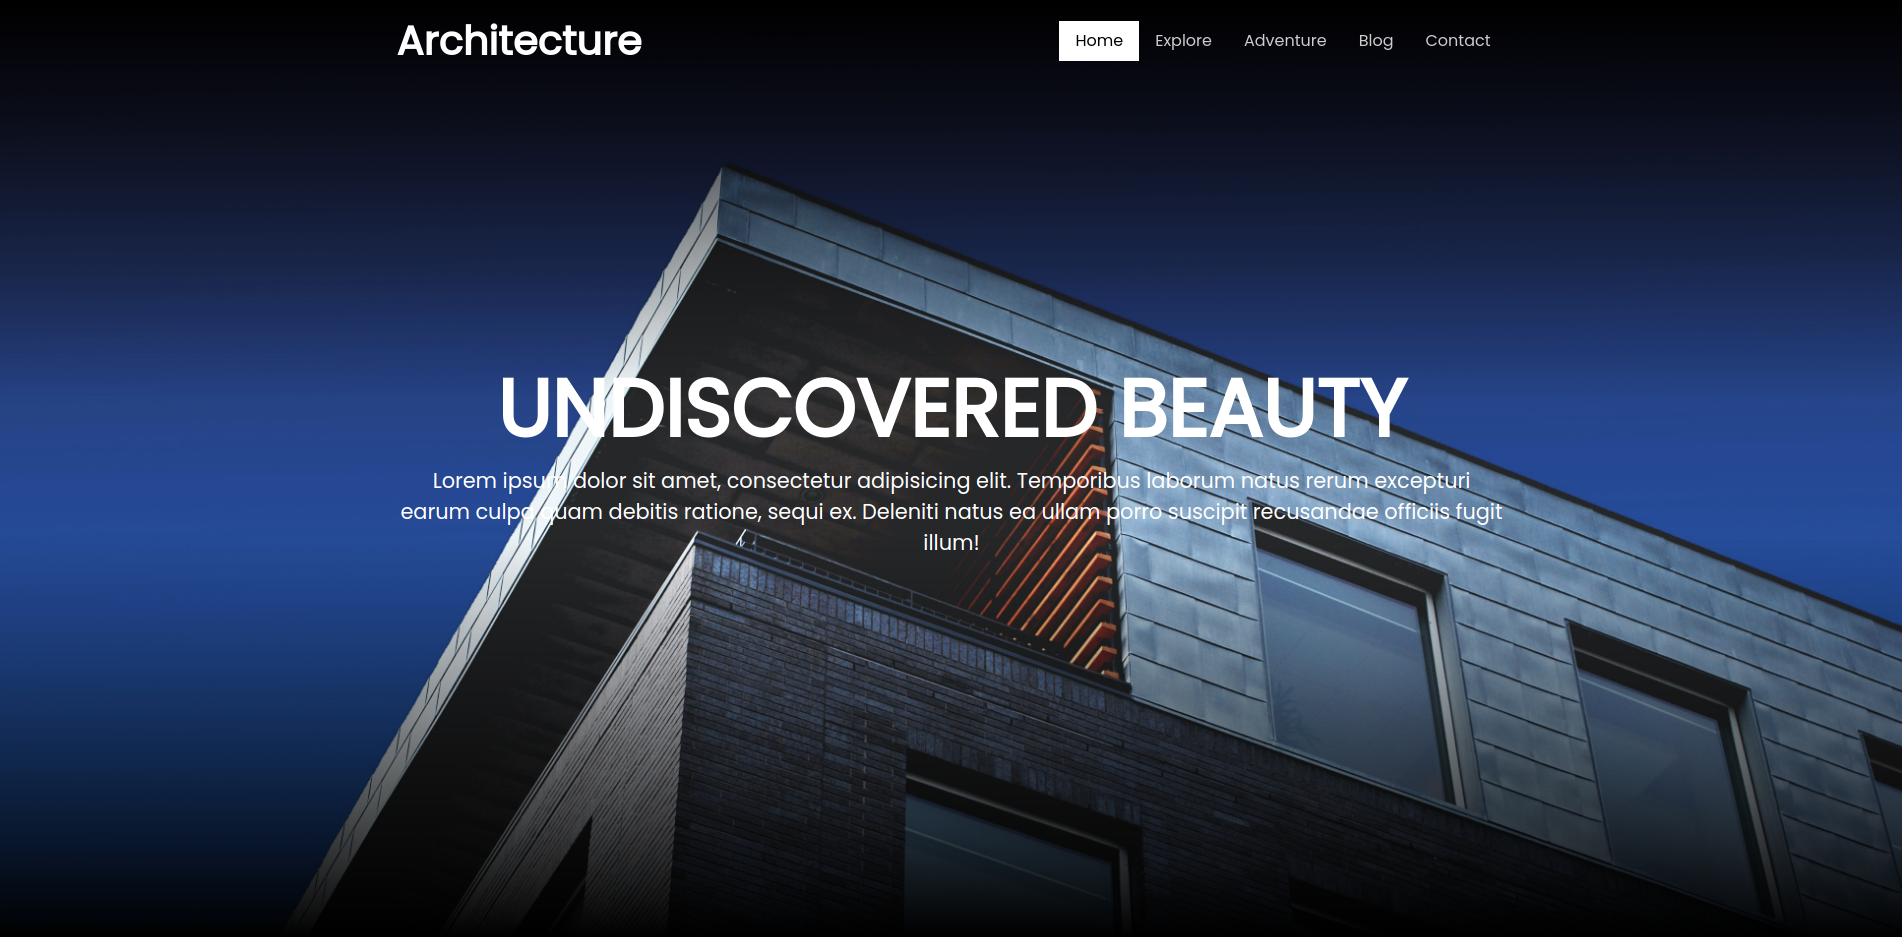 Architecture
Home Explore Adventure Blog Contact
UNDISCOVERED BEAUTY
Lorem ipsum dolor sit amet, consectetur adipisicing elit. Temporibus laborum natus rerum excepturi
earum culpa quam debitis ratione, sequi ex. Deleniti natus ea ullam porro suscipit recusandae officiis fugit
illum!